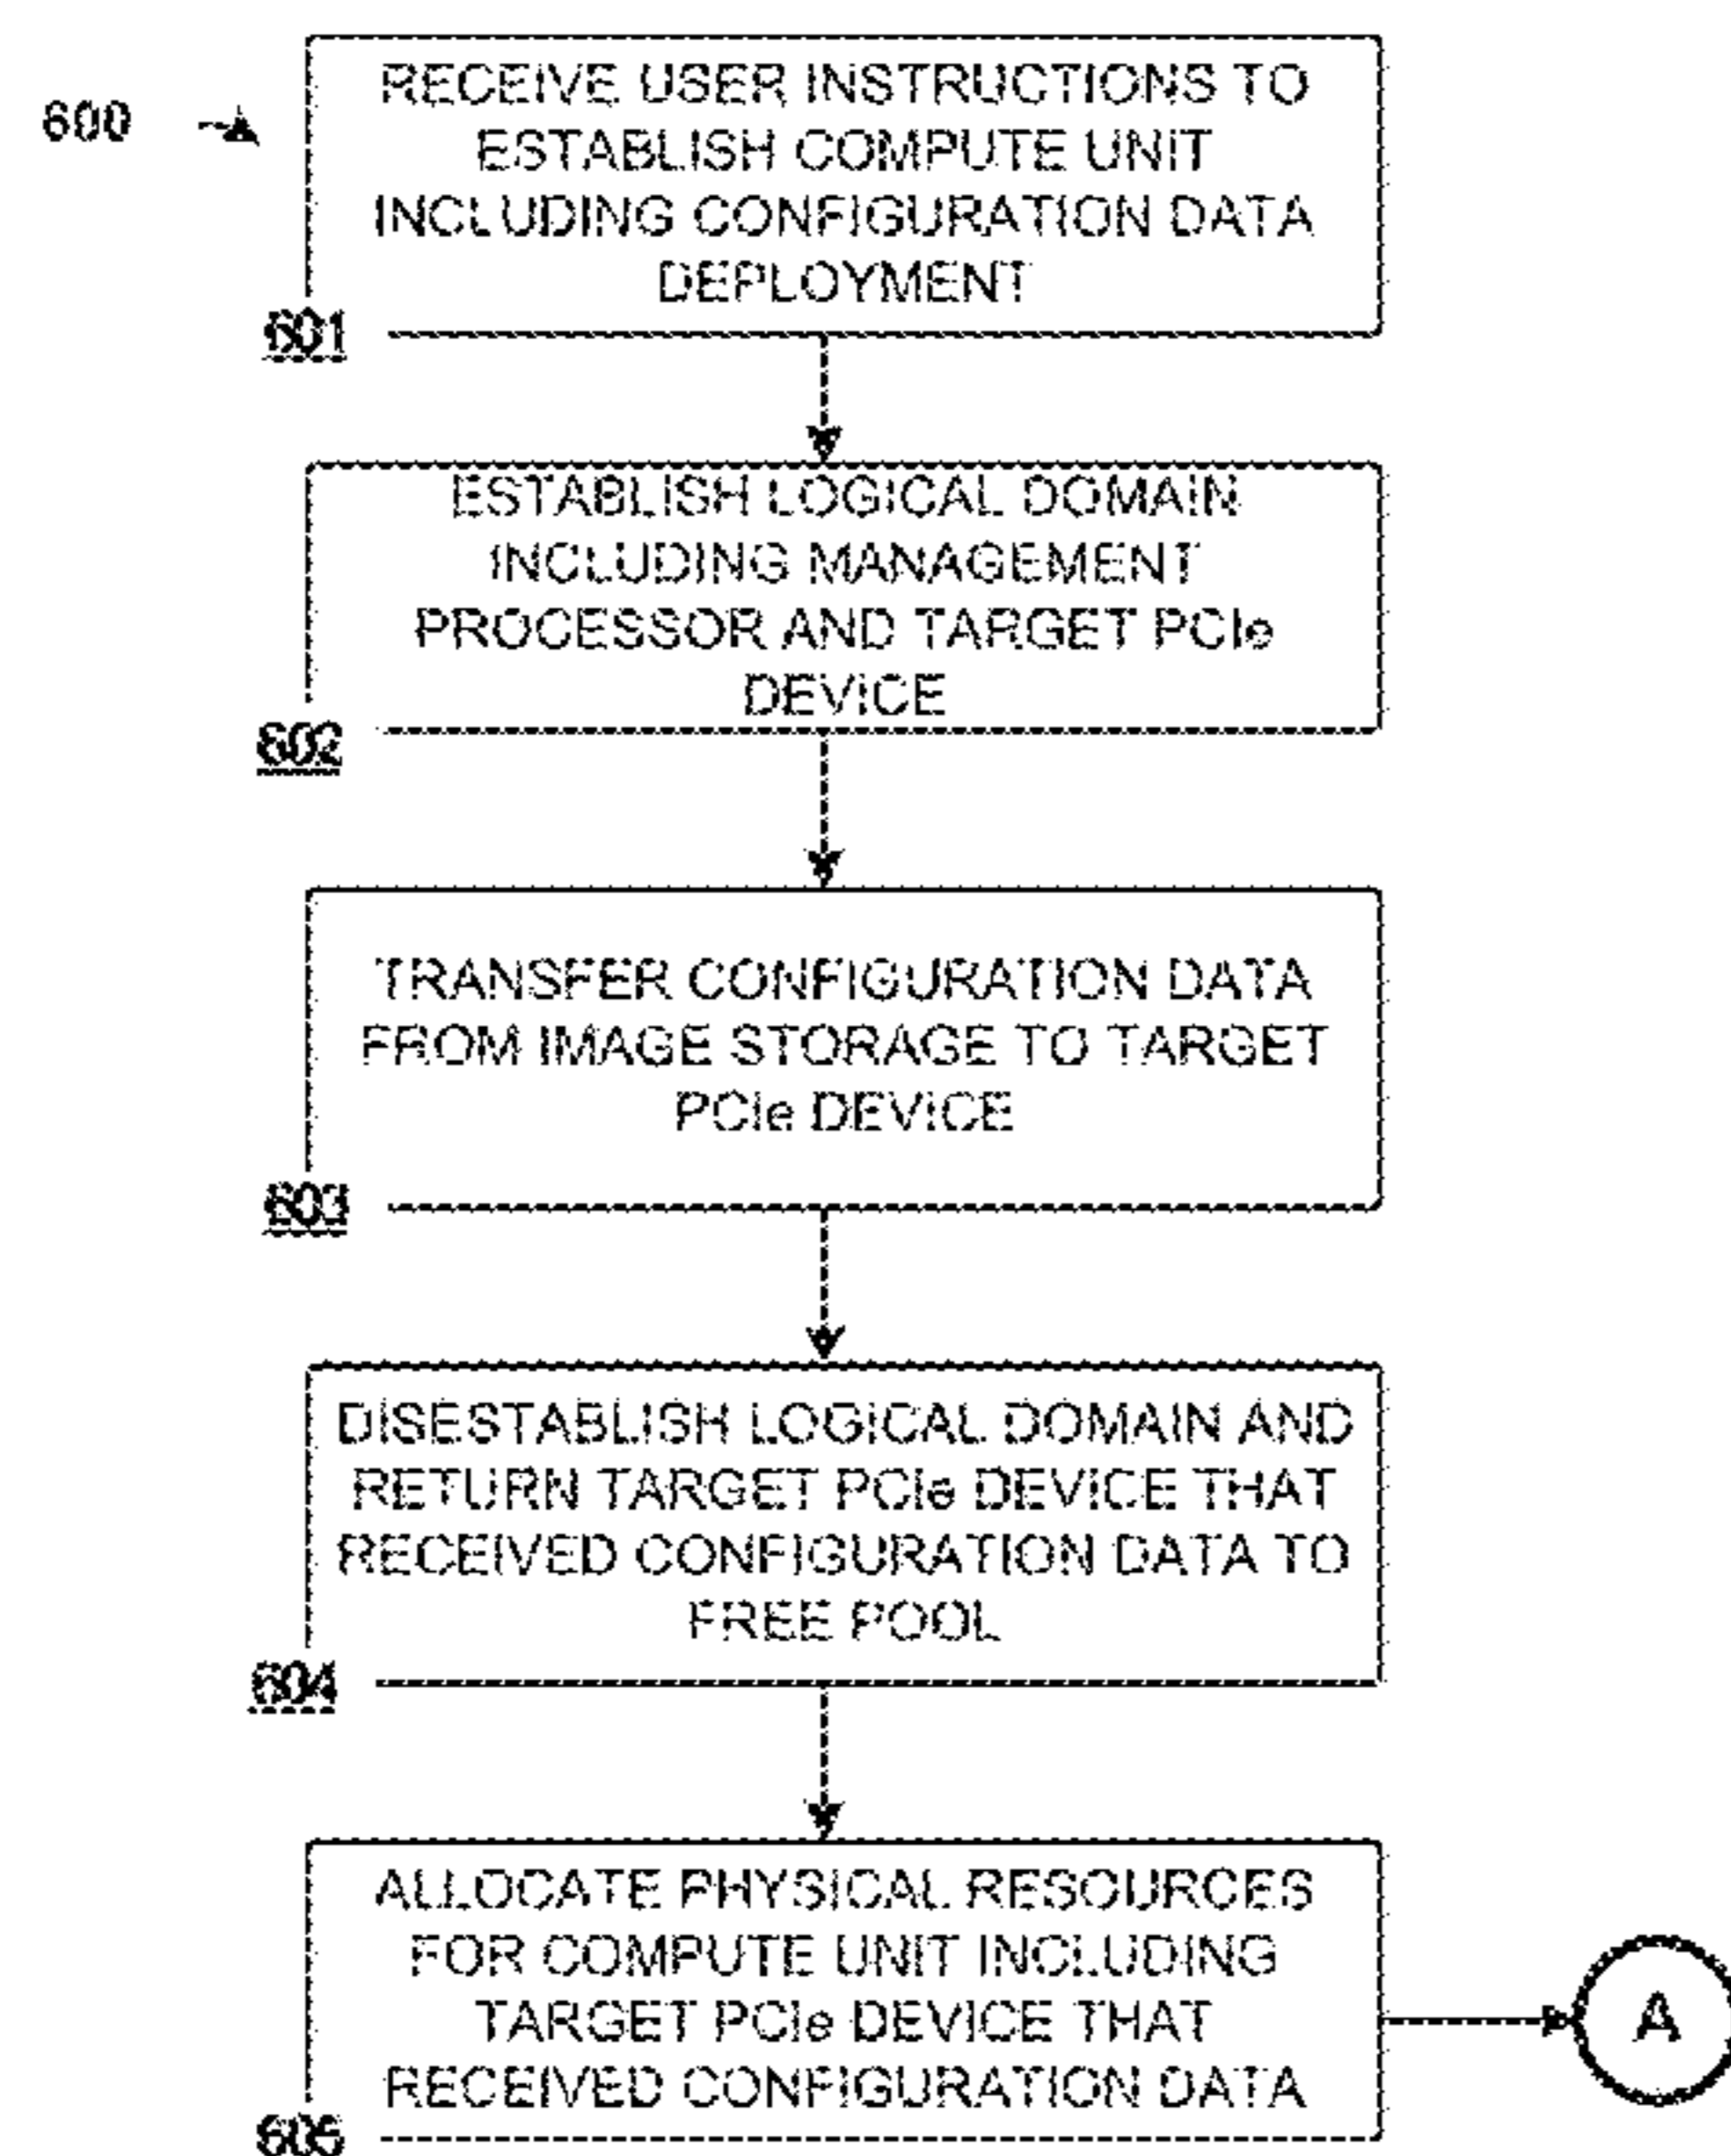 600
RECEIVE USER INSTRUCTIONS TO
ESTABLISH COMPUTE UNIT
INCLUDING CONFIGURATION DATA
DEPLOYMENT
601
ESTABLISH LOGICAL DOMAIN
INCLUDING MANAGEMENT
PROCESSOR AND TARGET PCIe
DEVICE
602
TRANSFER CONFIGURATION DATA
FROM IMAGE STORAGE TO TARGET
PCIe DEVICE
603
DISESTABLISH LOGICAL DOMAIN AND
RETURN TARGET PCIe DEVICE THAT
RECEIVED CONFIGURATION DATA TO
FREE POOL
604
ALLOCATE PHYSICAL RESOURCES
FOR COMPUTE UNIT INCLUDING
TARGET PCIe DEVICE THAT
RECEIVED CONFIGURATION DATA
A